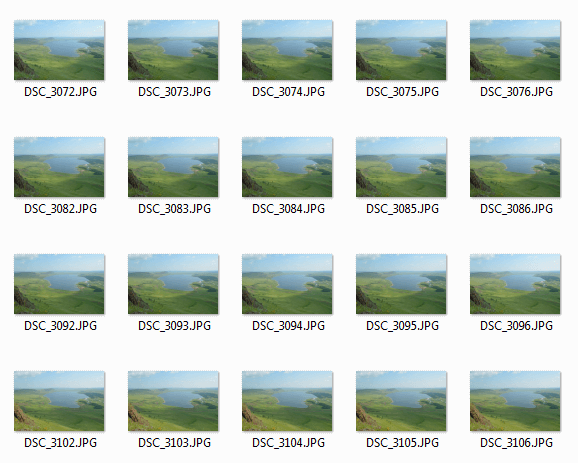 DSC_3072.JPG DSC_3073.JPG DSC_3074.JPG DSC_3075.JPG DSC_3076.JPG
DSC_3082.JPG DSC_3083.JPG DSC_3084.JPG DSC_3085.JPG DSC_3086.JPG
DSC_3092.JPG DSC_3093.JPG DSC_3094.JPG DSC_3095.JPG DSC_3096.JPG
DSC_3102.JPG DSC_3103.JPG DSC_3104.JPG DSC_3105.JPG DSC_3106.JPG